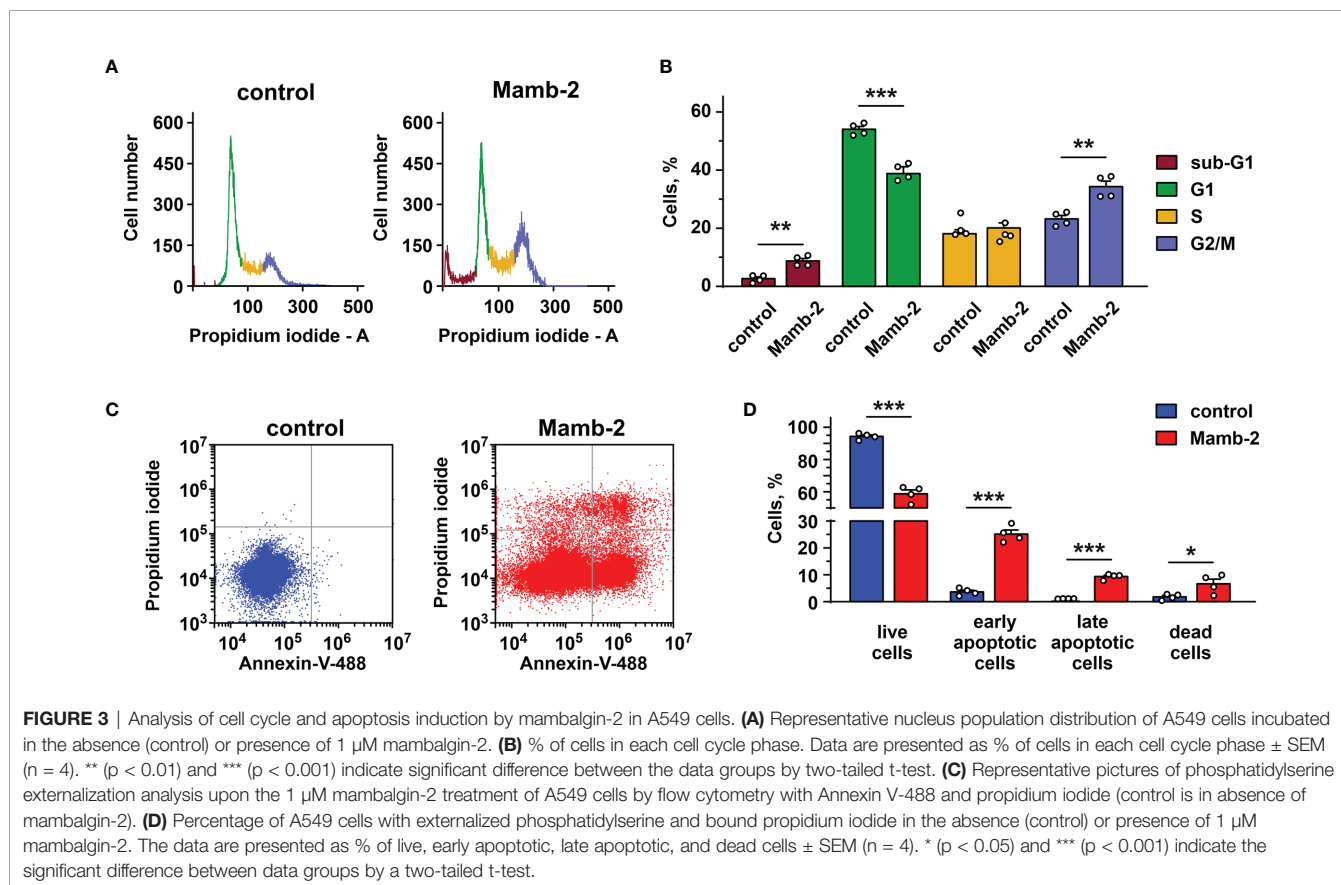 A
control
Mamb-2
Cell number
600
450
300
150
0
100
300
500
Propidium iodide - A
Cell number
600
450
300
150
0
100
300
500
Propidium iodide - A
B
Cells, %
60
40
20
0
**
***
**
control
Mamb-2
control
Mamb-2
control
Mamb-2
control
Mamb-2
sub-G1
G1
S
G2/M
C
control
Mamb-2
Propidium iodide
10⁷
10⁶
10⁵
10⁴
10³
10⁴
10⁵
10⁶
10⁷
Annexin-V-488
Propidium iodide
10⁷
10⁶
10⁵
10⁴
10³
10⁴
10⁵
10⁶
10⁷
Annexin-V-488
D
control
Mamb-2
Cells, %
100
80
60
30
20
10
0
***
***
***
*
live
cells
early
apoptotic
cells
late
apoptotic
cells
dead
cells
FIGURE 3 | Analysis of cell cycle and apoptosis induction by mambalgin-2 in A549 cells. (A) Representative nucleus population distribution of A549 cells incubated
in the absence (control) or presence of 1 µM mambalgin-2. (B) % of cells in each cell cycle phase. Data are presented as % of cells in each cell cycle phase ± SEM
(n = 4). ** (p < 0.01) and *** (p < 0.001) indicate significant difference between the data groups by two-tailed t-test. (C) Representative pictures of phosphatidylserine
externalization analysis upon the 1 µM mambalgin-2 treatment of A549 cells by flow cytometry with Annexin V-488 and propidium iodide (control is in absence of
mambalgin-2). (D) Percentage of A549 cells with externalized phosphatidylserine and bound propidium iodide in the absence (control) or presence of 1 µM
mambalgin-2. The data are presented as % of live, early apoptotic, late apoptotic, and dead cells ± SEM (n = 4). * (p < 0.05) and *** (p < 0.001) indicate the
significant difference between data groups by a two-tailed t-test.